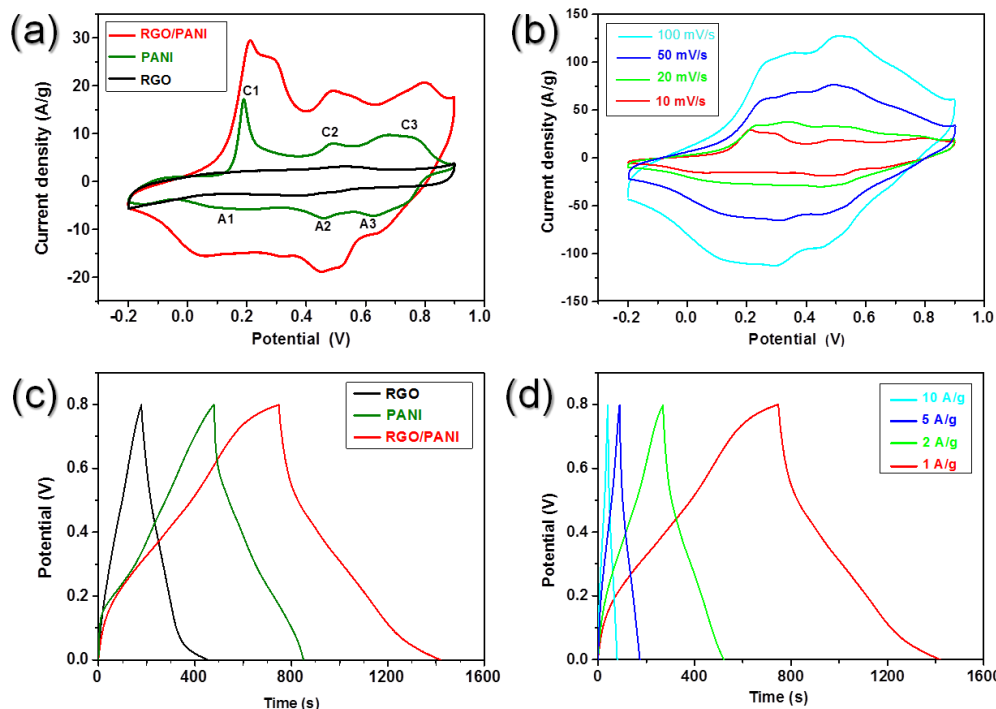 (a)
RGO/PANI
PANI
RGO
C1
C2
C3
A1
A2
A3
30
20
10
0
-10
-20
-0.2 0.0 0.2 0.4 0.6 0.8 1.0
Current density (A/g)
Potential (V)
(b)
100 mV/s
50 mV/s
20 mV/s
10 mV/s
150
125
100
75
50
25
0
-50
-100
-150
-0.2 0.0 0.2 0.4 0.6 0.8 1.0
Current density (A/g)
Potential (V)
(c)
RGO
PANI
RGO/PANI
0.8
0.6
0.4
0.2
0.0
0 400 800 1200 1600
Potential (V)
Time (s)
(d)
10 A/g
5 A/g
2 A/g
1 A/g
0.8
0.6
0.4
0.2
0.0
0 400 800 1200 1600
Potential (V)
Time (s)